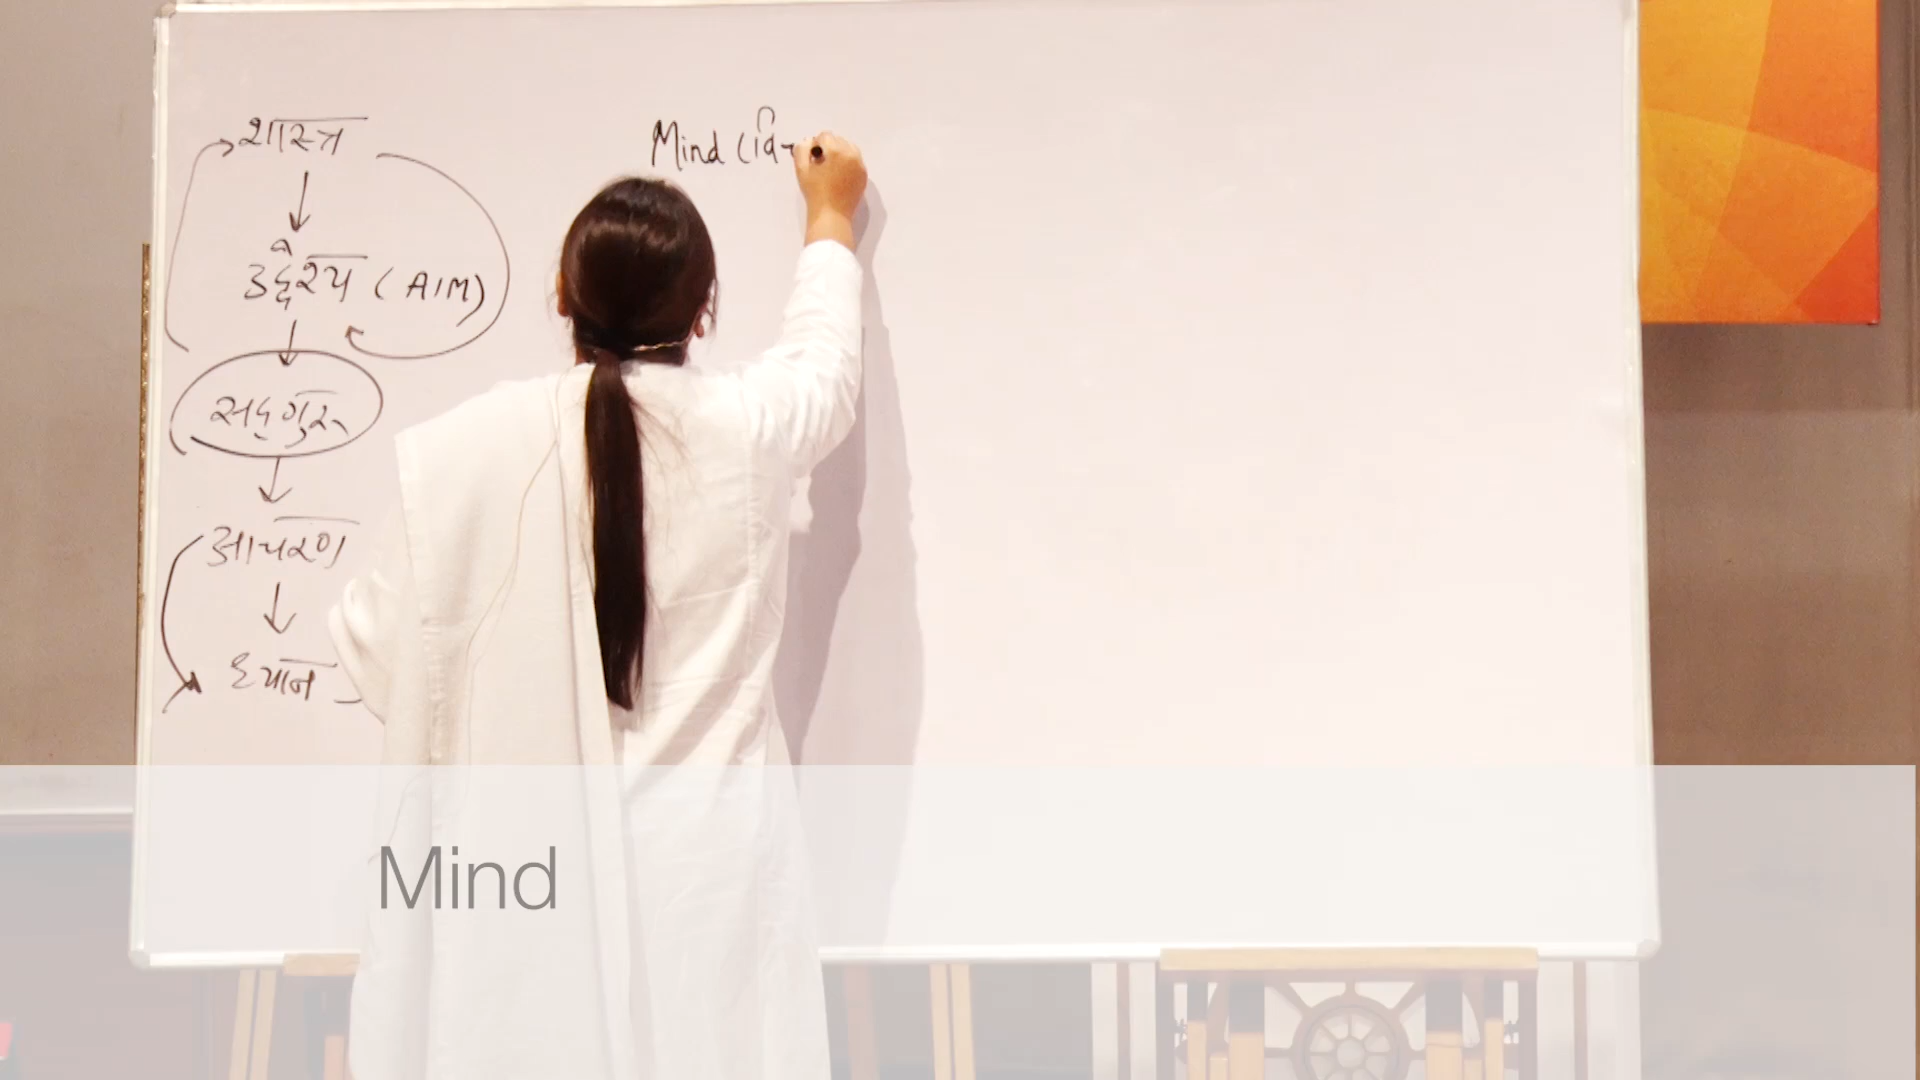 शास्त्र
उद्देश्य (AIM)
सद्गुरु
आचरण
ध्यान
Mind (वि
Mind